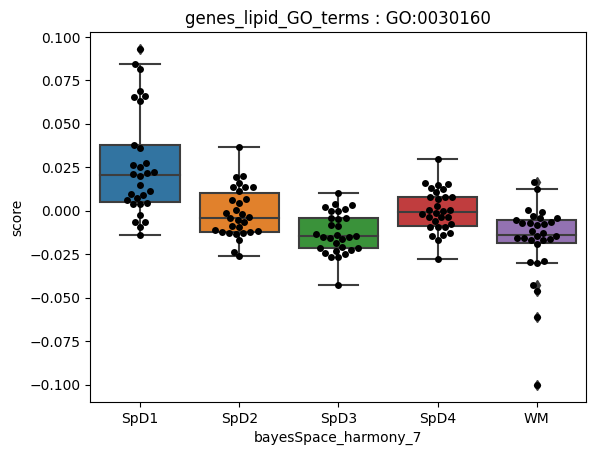 genes_lipid_GO_terms : GO:0030160
0.100
0.075
0.050
0.025
0.000
−0.025
−0.050
−0.075
−0.100
score
SpD1 SpD2 SpD3 SpD4 WM
bayesSpace_harmony_7